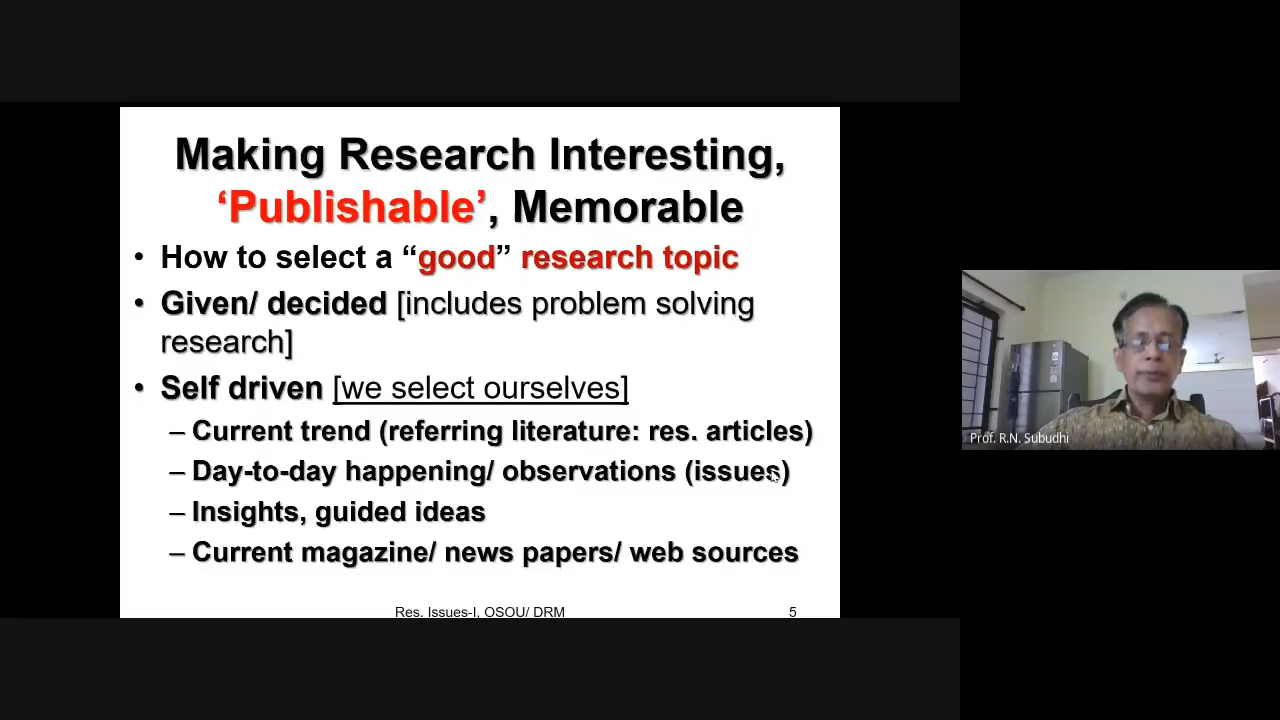 Making Research Interesting,
‘Publishable’, Memorable
• How to select a “good” research topic
• Given/ decided [includes problem solving
research]
• Self driven [we select ourselves]
– Current trend (referring literature: res. articles)
– Day-to-day happening/ observations (issues)
– Insights, guided ideas
– Current magazine/ news papers/ web sources
Res. Issues-I, OSOU/ DRM
5
Prof. R.N. Subudhi